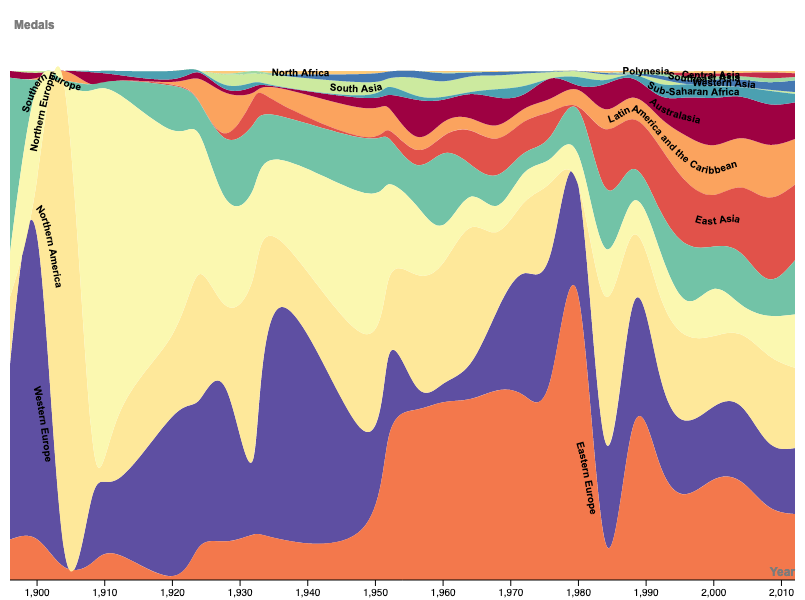 Medals
Polynesia
North Africa
Central Asia
Western Asia
South Asia
Sub-Saharan Africa
Southern Europe
Northern Europe
Australasia
Latin America and the Caribbean
Northern America
East Asia
Western Europe
Eastern Europe
Year
1,900 1,910 1,920 1,930 1,940 1,950 1,960 1,970 1,980 1,990 2,000 2,010